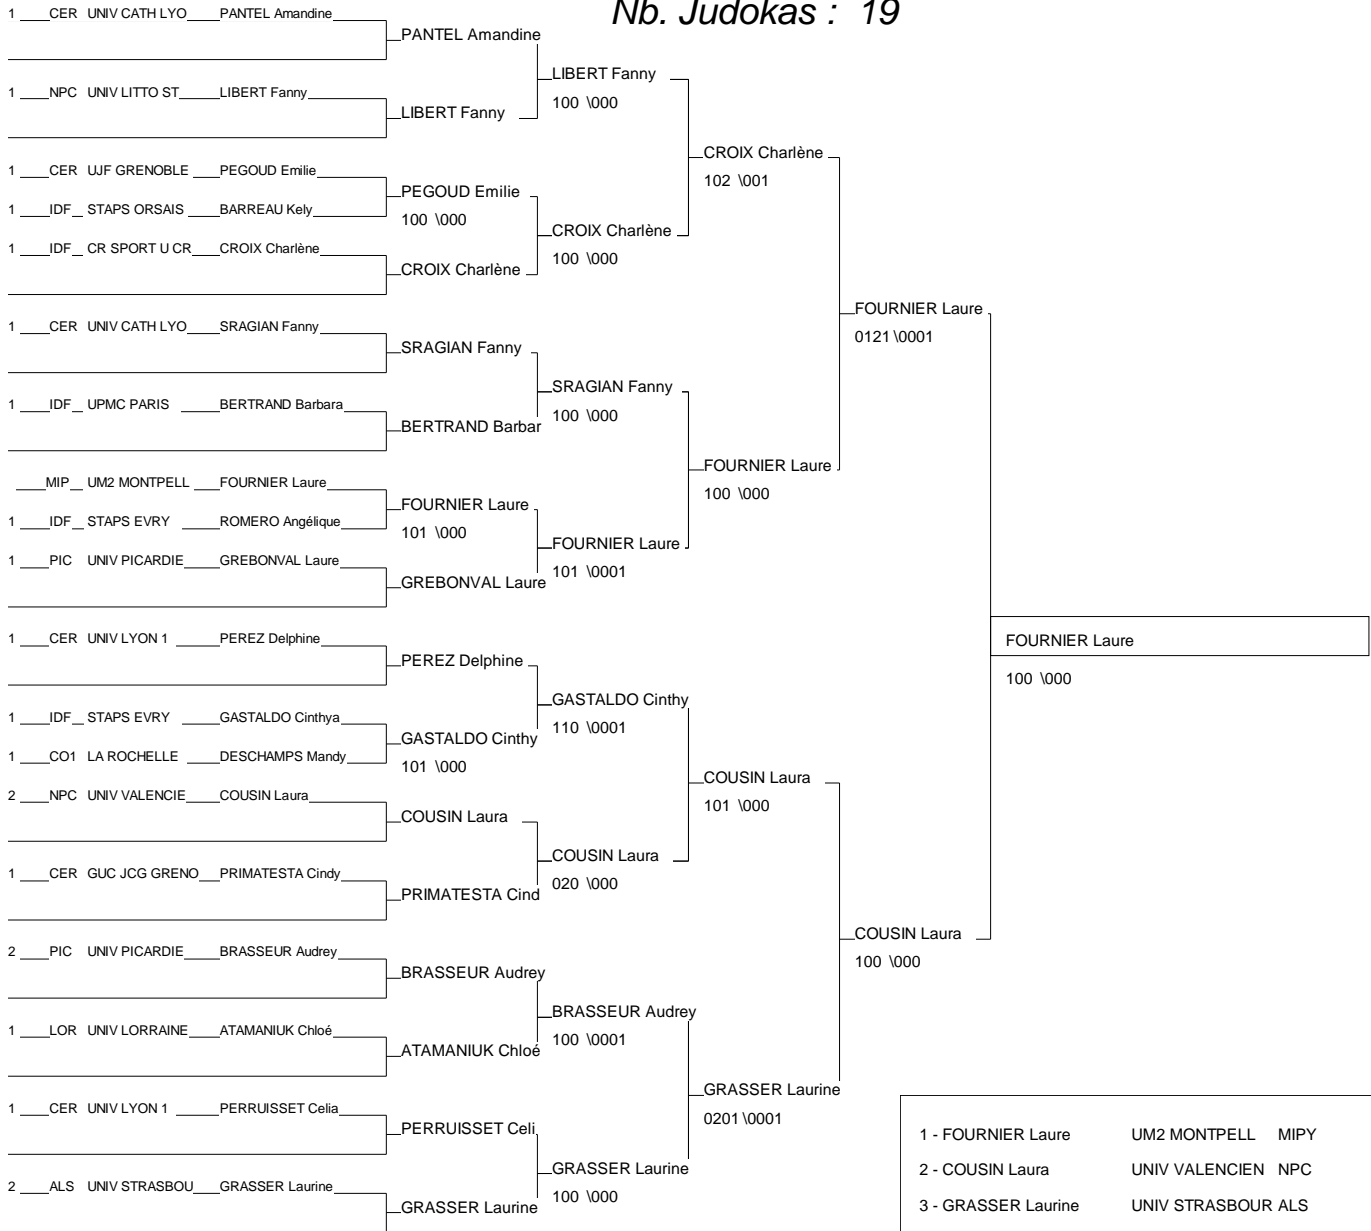 Nb. Judokas : 19
1 CER UNIV CATH LYO PANTEL Amandine
PANTEL Amandine
LIBERT Fanny
100 \000
1 NPC UNIV LITTO ST LIBERT Fanny
LIBERT Fanny
CROIX Charlène
102 \001
1 CER UJF GRENOBLE PEGOUD Emilie
PEGOUD Emilie
100 \000
1 IDF STAPS ORSAIS BARREAU Kely
CROIX Charlène
100 \000
1 IDF CR SPORT U CR CROIX Charlène
CROIX Charlène
FOURNIER Laure
0121 \0001
1 CER UNIV CATH LYO SRAGIAN Fanny
SRAGIAN Fanny
SRAGIAN Fanny
100 \000
1 IDF UPMC PARIS BERTRAND Barbara
BERTRAND Barbar
FOURNIER Laure
100 \000
MIP UM2 MONTPELL FOURNIER Laure
FOURNIER Laure
101 \000
1 IDF STAPS EVRY ROMERO Angélique
FOURNIER Laure
101 \0001
1 PIC UNIV PICARDIE GREBONVAL Laure
GREBONVAL Laure
FOURNIER Laure
100 \000
1 CER UNIV LYON 1 PEREZ Delphine
PEREZ Delphine
GASTALDO Cinthy
110 \0001
1 IDF STAPS EVRY GASTALDO Cinthya
GASTALDO Cinthy
101 \000
1 CO1 LA ROCHELLE DESCHAMPS Mandy
COUSIN Laura
101 \000
2 NPC UNIV VALENCIE COUSIN Laura
COUSIN Laura
COUSIN Laura
020 \000
1 CER GUC JCG GRENO PRIMATESTA Cindy
PRIMATESTA Cind
COUSIN Laura
100 \000
2 PIC UNIV PICARDIE BRASSEUR Audrey
BRASSEUR Audrey
BRASSEUR Audrey
100 \0001
1 LOR UNIV LORRAINE ATAMANIUK Chloé
ATAMANIUK Chloé
GRASSER Laurine
0201 \0001
1 CER UNIV LYON 1 PERRUISSET Celia
PERRUISSET Celi
GRASSER Laurine
100 \000
2 ALS UNIV STRASBOU GRASSER Laurine
GRASSER Laurine
1 - FOURNIER Laure UM2 MONTPELL MIPY
2 - COUSIN Laura UNIV VALENCIEN NPC
3 - GRASSER Laurine UNIV STRASBOUR ALS